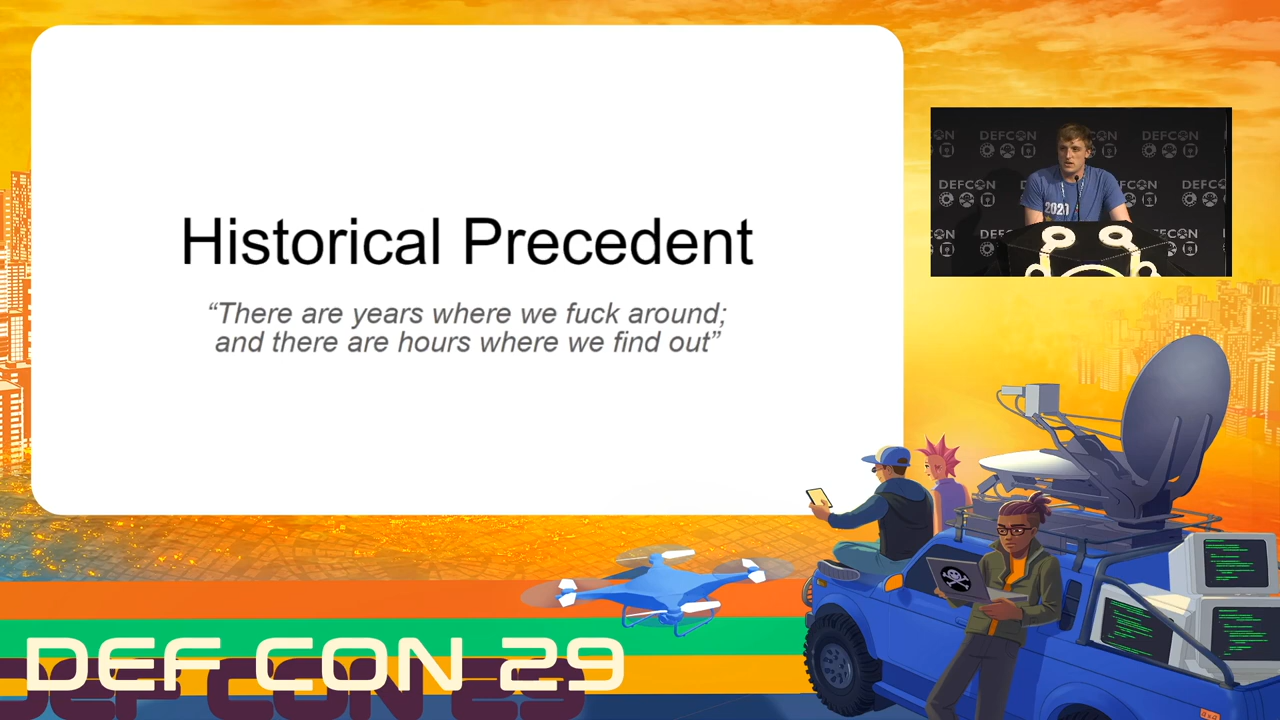 Historical Precedent
“There are years where we fuck around;
and there are hours where we find out”
DEFCON
DEFCON
DEFCON
DEFCON
2020
DEF CON 29